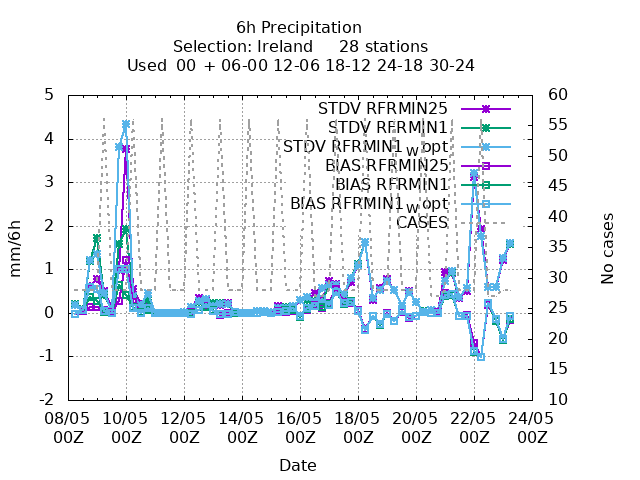 6h Precipitation
Selection: Ireland 28 stations
Used 00 + 06-00 12-06 18-12 24-18 30-24
STDV RFRMIN25
STDV RFRMIN1
STDV RFRMIN1_w opt
BIAS RFRMIN25
BIAS RFRMIN1
BIAS RFRMIN1_w opt
CASES
5
4
3
2
1
0
-1
-2
mm/6h
60
55
50
45
40
35
30
25
20
15
10
No cases
08/05 10/05 12/05 14/05 16/05 18/05 20/05 22/05 24/05
00Z 00Z 00Z 00Z 00Z 00Z 00Z 00Z 00Z
Date